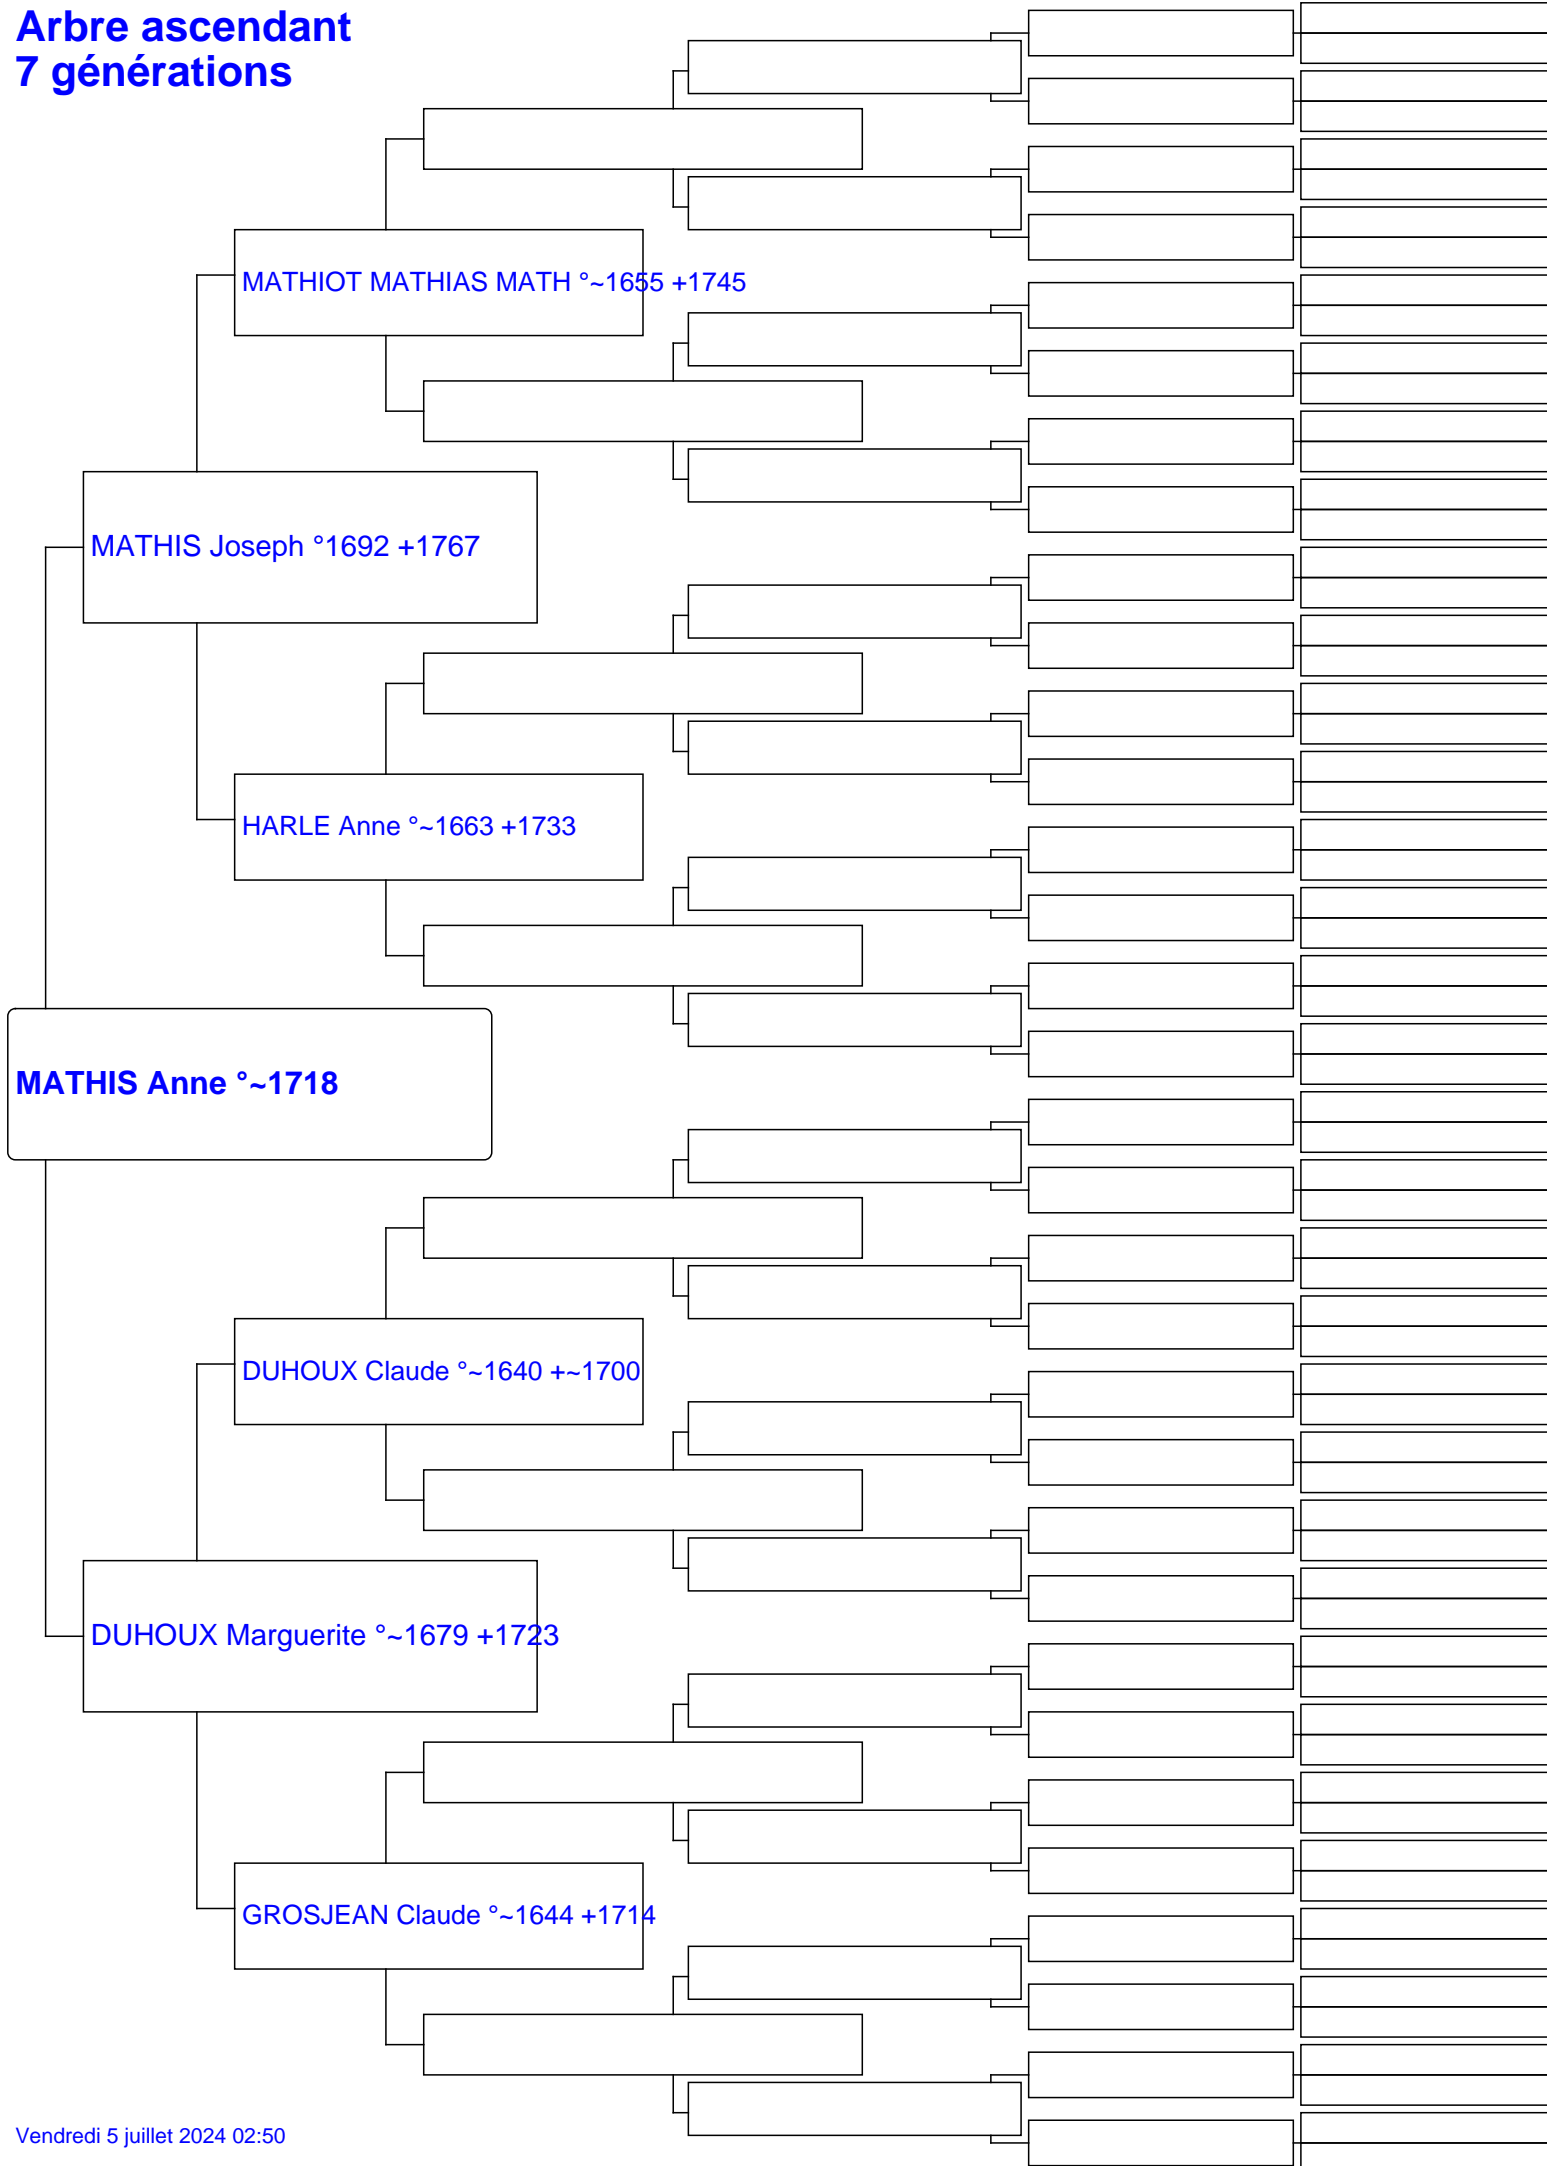 Arbre ascendant
7 générations
MATHIOT MATHIAS MATH °~1655 +1745
MATHIS Joseph °1692 +1767
HARLE Anne °~1663 +1733
MATHIS Anne °~1718
DUHOUX Claude °~1640 +~1700
DUHOUX Marguerite °~1679 +1723
GROSJEAN Claude °~1644 +1714
Vendredi 5 juillet 2024 02:50